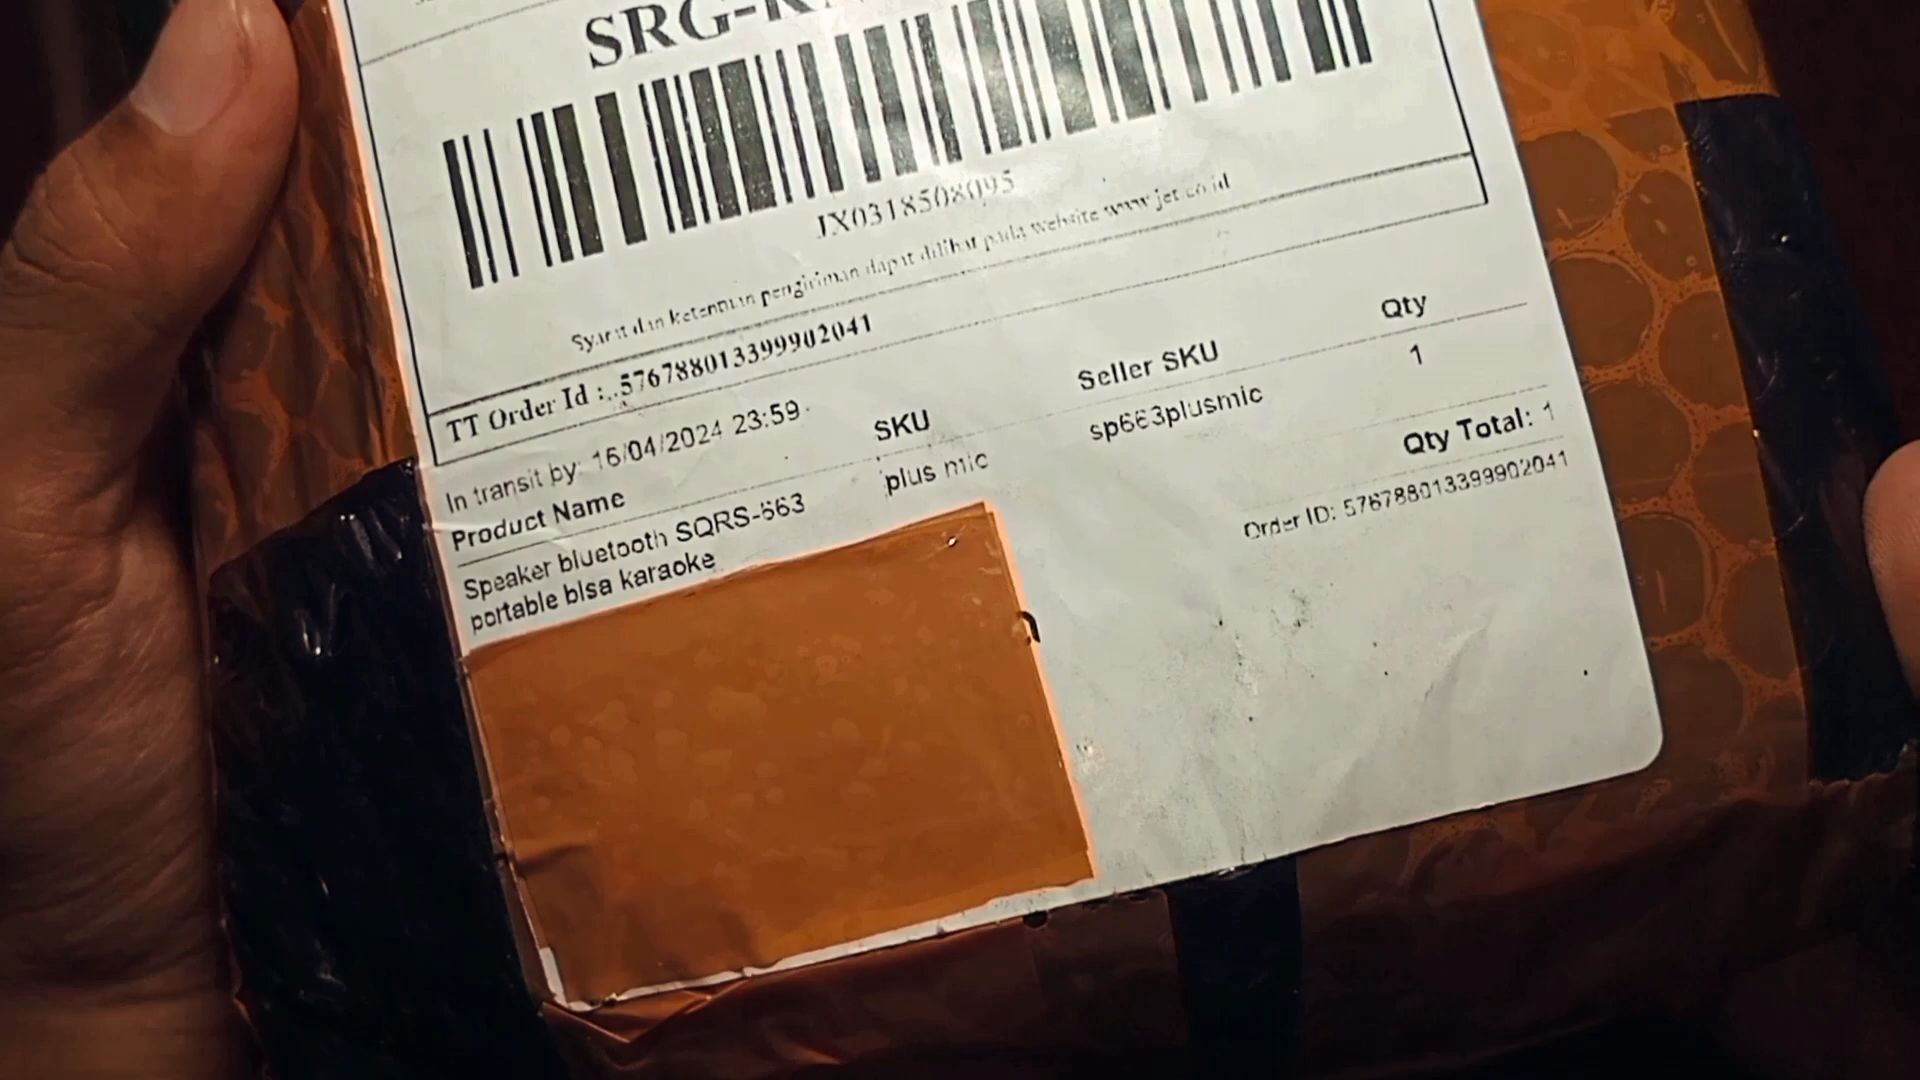 JX0318508095
Syarat dan ketentuan pengiriman dapat dilihat pada website www.jet.co.id
TT Order Id : 576788013399902041
In transit by: 16/04/2024 23:59
Product Name SKU Seller SKU Qty
Speaker bluetooth SQRS-663 plus mic sp663plusmic 1
portable bisa karaoke
Qty Total: 1
Order ID: 576788013399902041